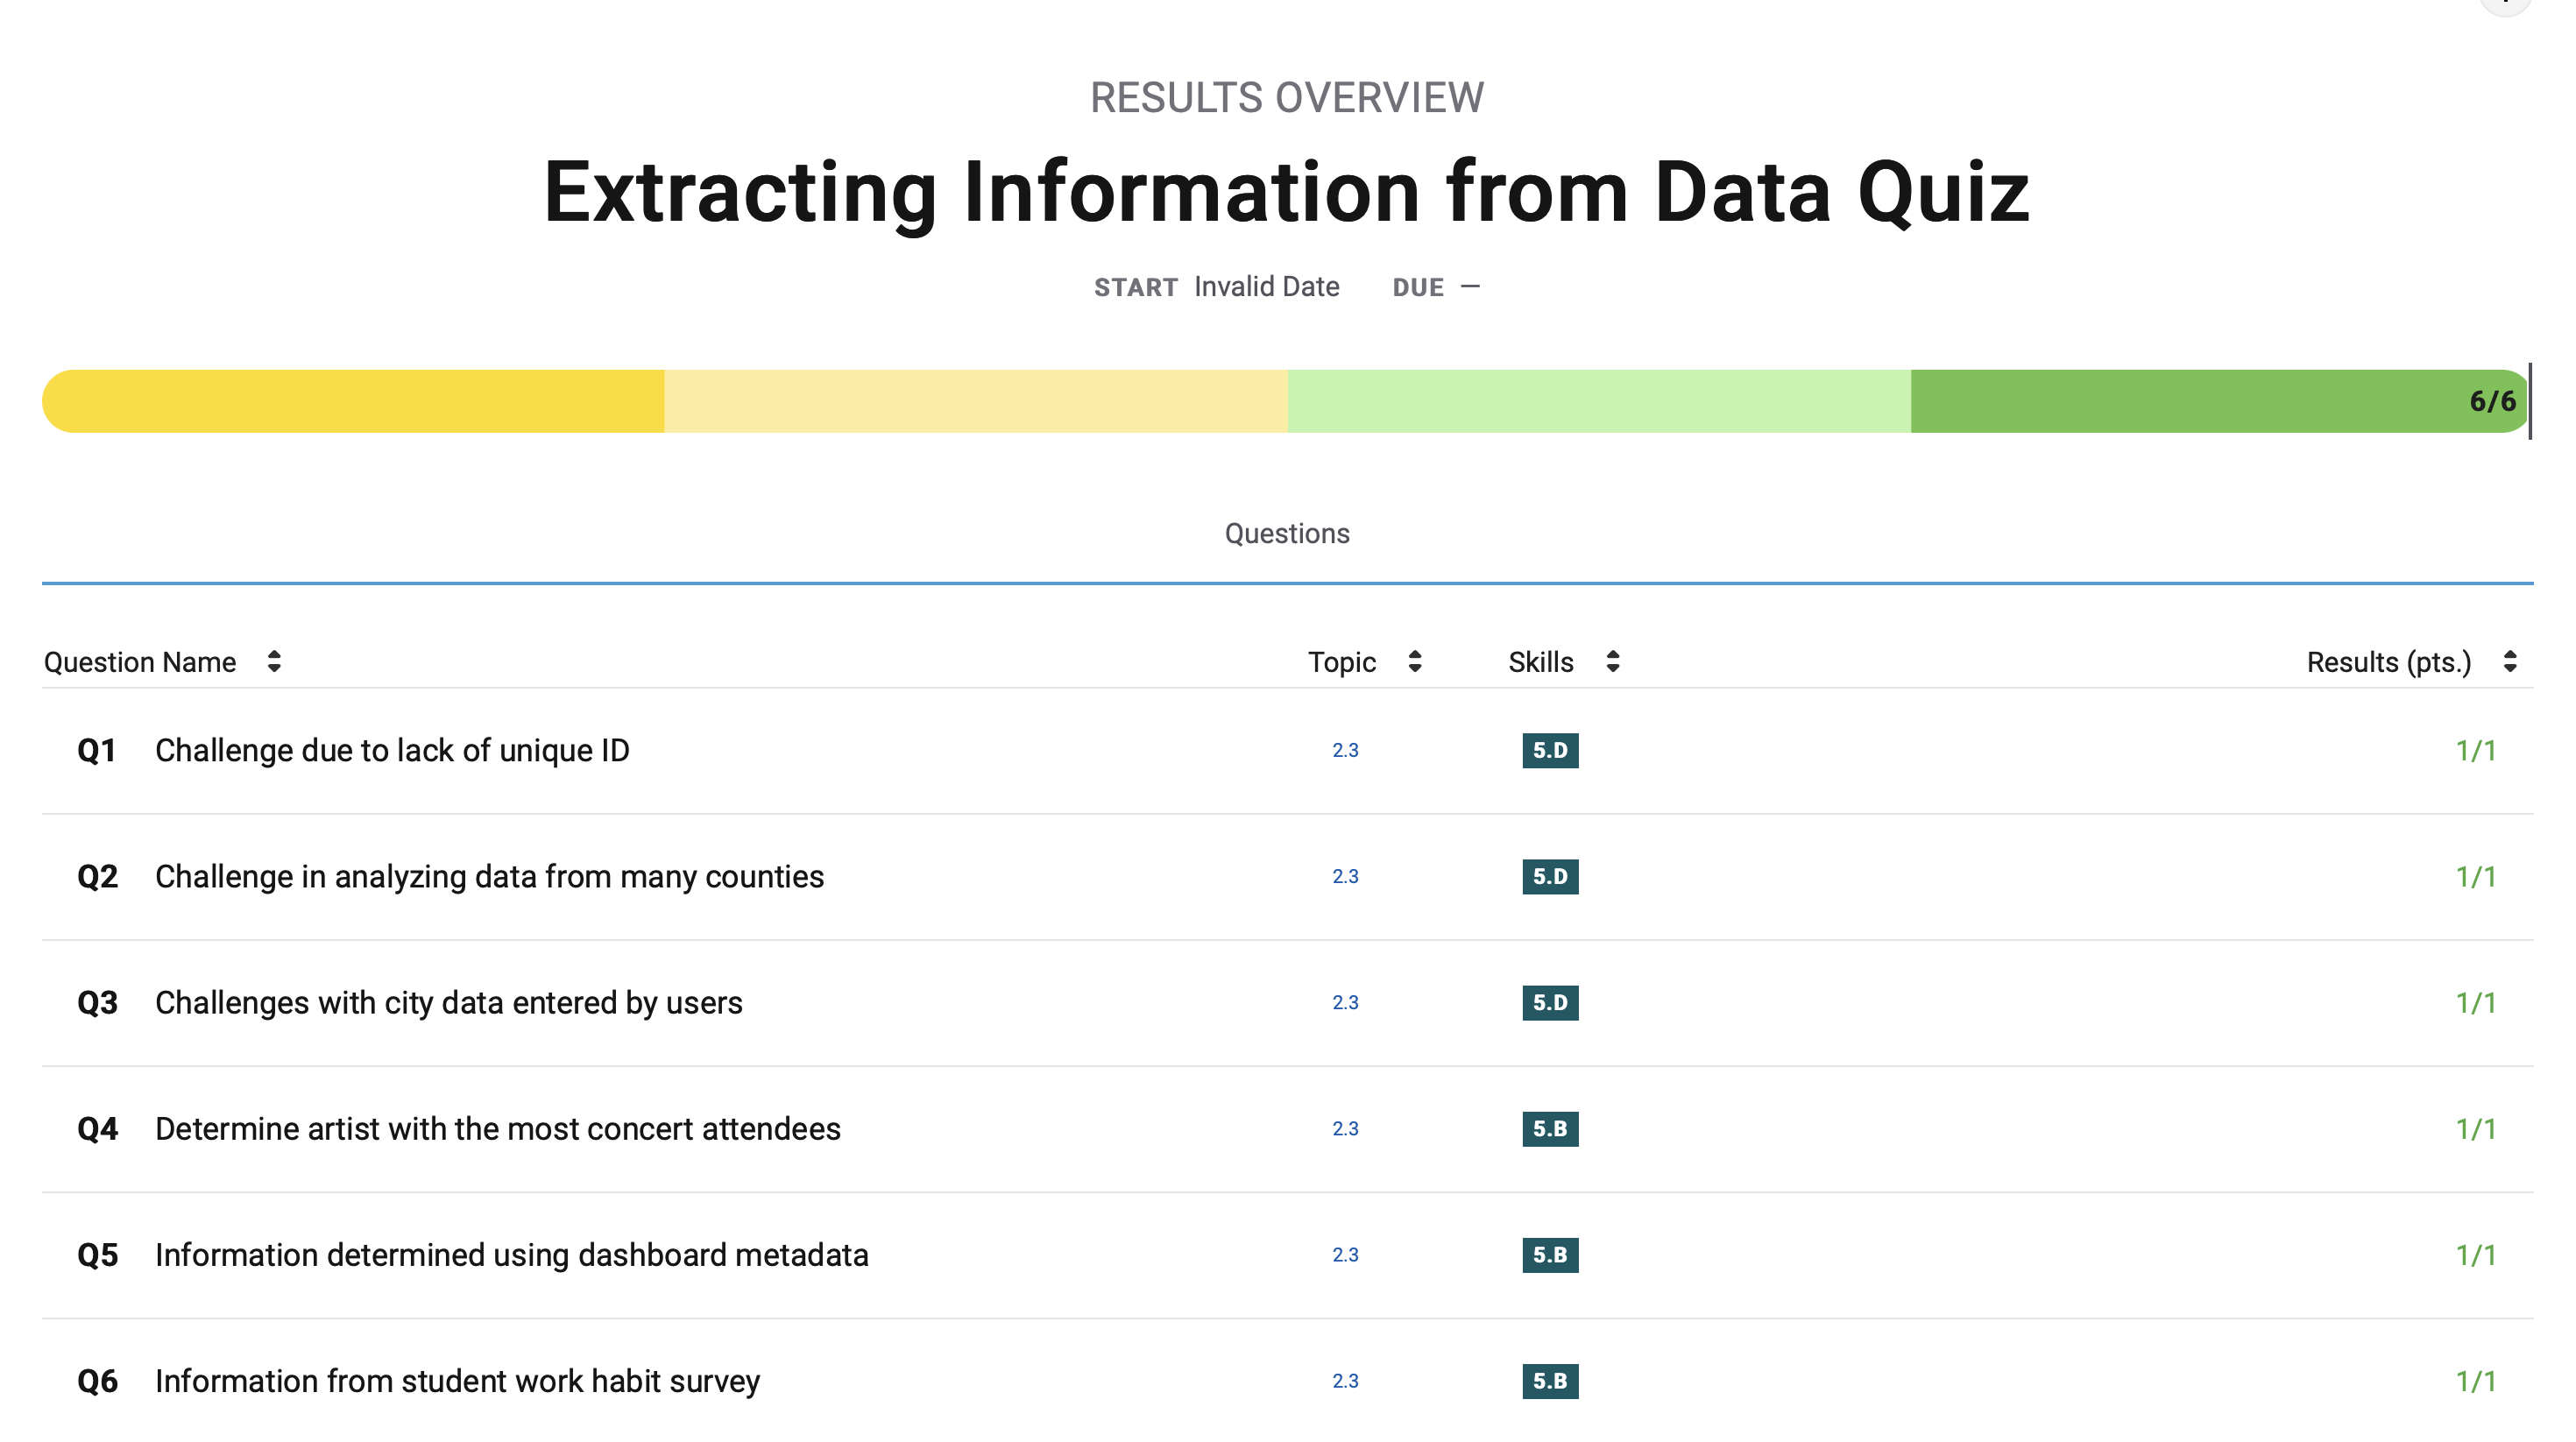 RESULTS OVERVIEW
Extracting Information from Data Quiz
START Invalid Date DUE —
6/6
Questions
Question Name Topic Skills Results (pts.)
Q1 Challenge due to lack of unique ID 2.3 5.D 1/1
Q2 Challenge in analyzing data from many counties 2.3 5.D 1/1
Q3 Challenges with city data entered by users 2.3 5.D 1/1
Q4 Determine artist with the most concert attendees 2.3 5.B 1/1
Q5 Information determined using dashboard metadata 2.3 5.B 1/1
Q6 Information from student work habit survey 2.3 5.B 1/1